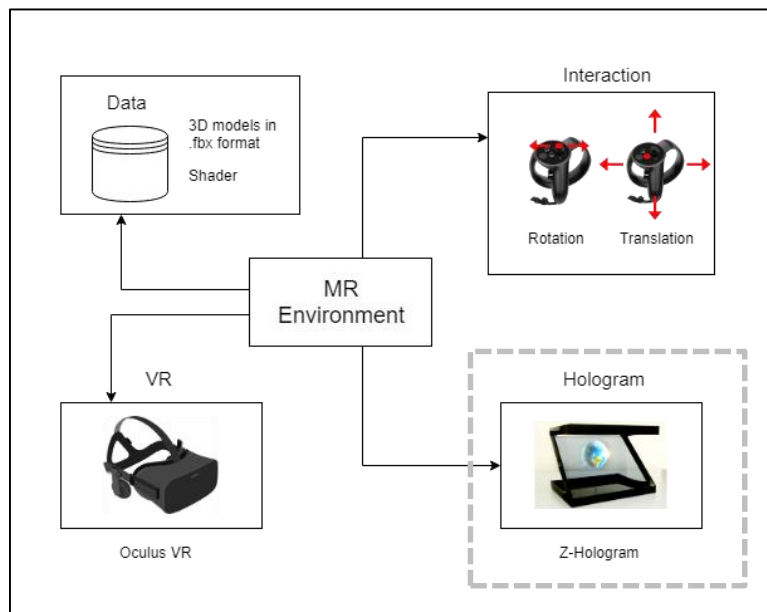 Data
3D models in
.fbx format
Shader
Interaction
Rotation
Translation
MR
Environment
VR
Oculus VR
Hologram
Z-Hologram